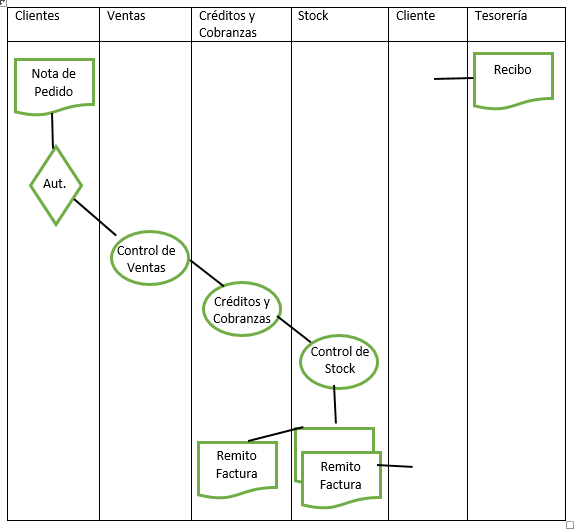 Clientes
Ventas
Créditos y
Cobranzas
Stock
Cliente
Tesorería
Nota de
Pedido
Recibo
Aut.
Control de
Ventas
Créditos y
Cobranzas
Control de
Stock
Remito
Factura
Remito
Factura